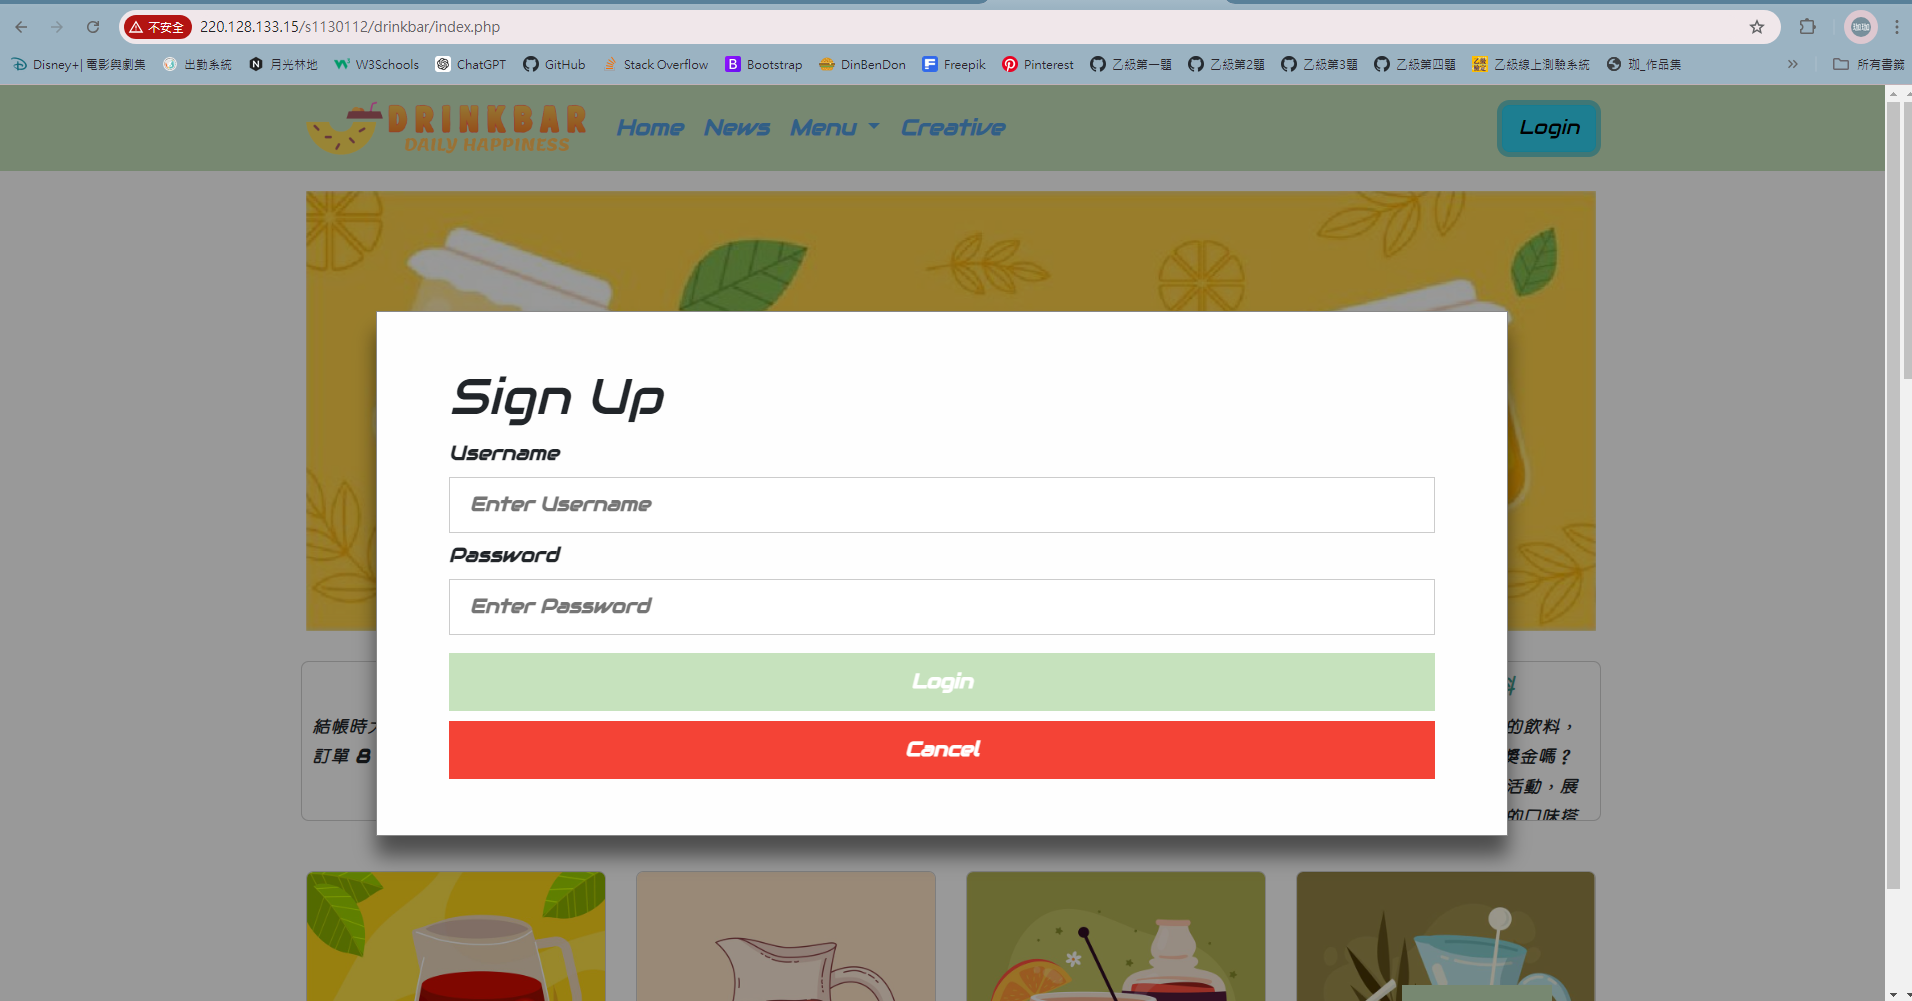 不安全 220.128.133.15/s1130112/drinkbar/index.php 珈珈
Disney+| 電影與劇集 出勤系統 月光林地 W3Schools ChatGPT GitHub Stack Overflow Bootstrap DinBenDon Freepik Pinterest 乙級第一題 乙級第2題 乙級第3題 乙級第四題 乙級線上測驗系統 珈_作品集 » 所有書籤
DRINKBAR
DAILY HAPPINESS
Home News Menu Creative Login
Sign Up
Username
Enter Username
Password
Enter Password
Login
Cancel
結帳時
訂單 8
的飲料，
獎金嗎？
活動，展
的口味搭